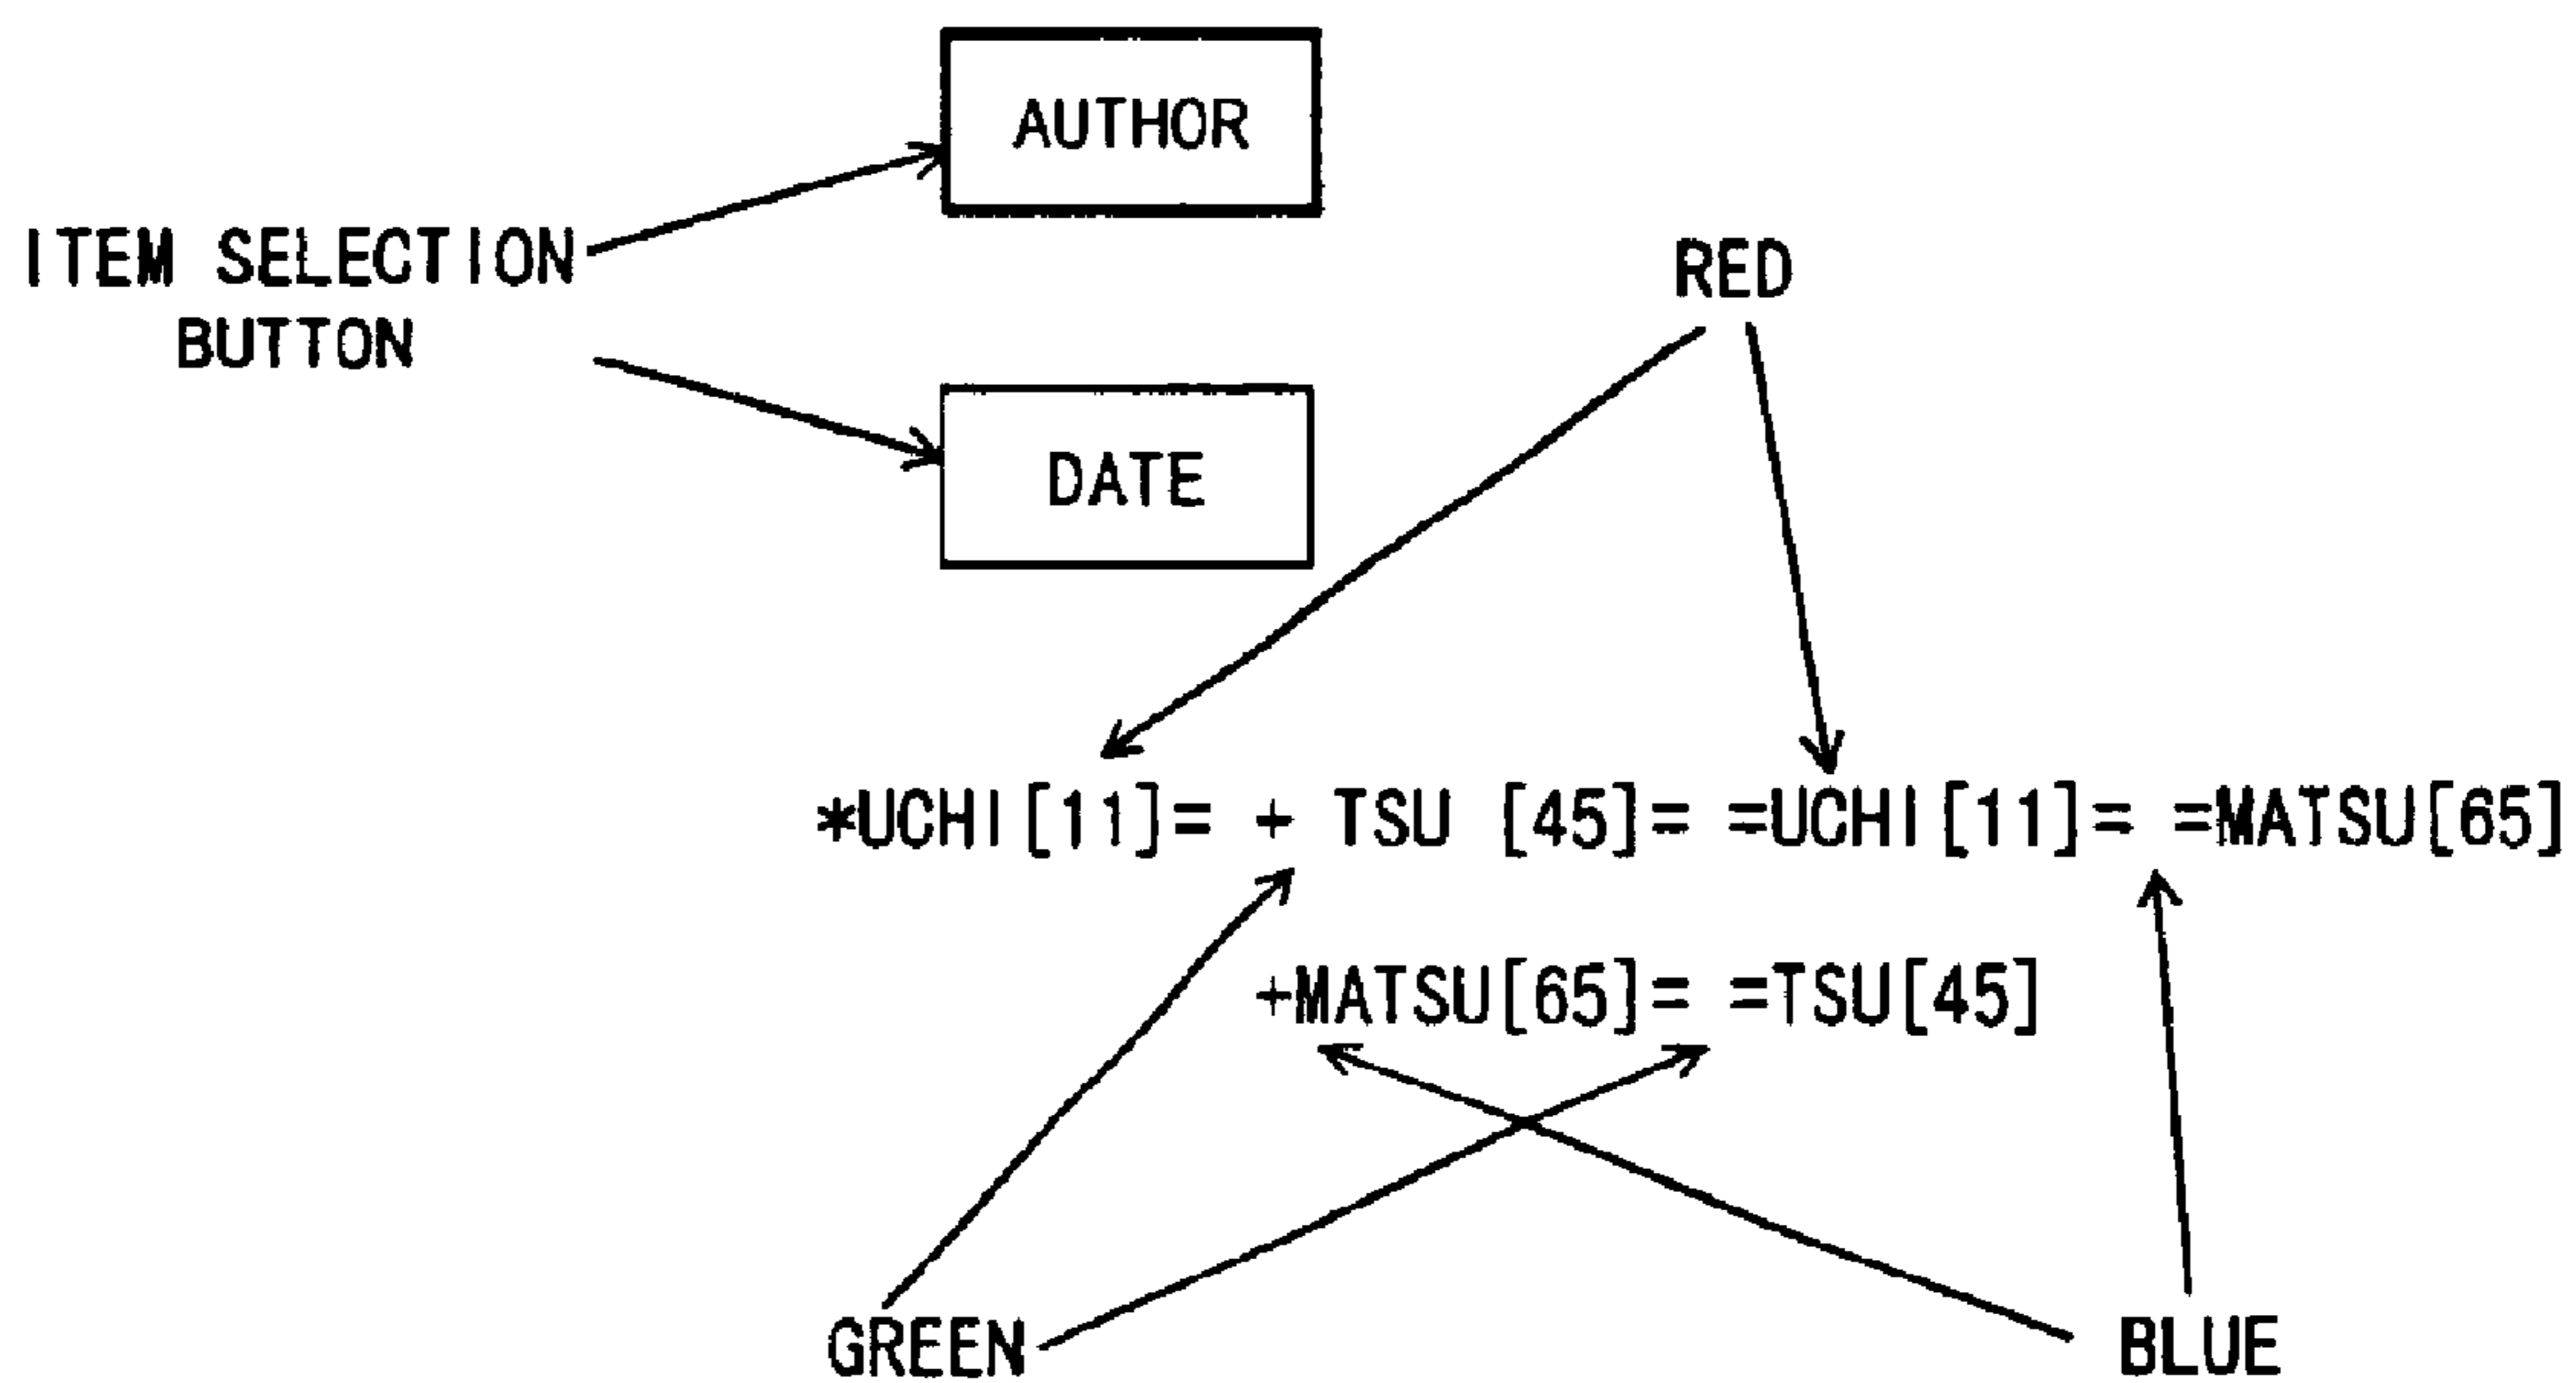 AUTHOR
ITEM SELECTION
BUTTON
RED
DATE
*UCHI[11]= + TSU [45]= =UCHI[11]= =MATSU[65]
+MATSU[65]= =TSU[45]
GREEN
BLUE